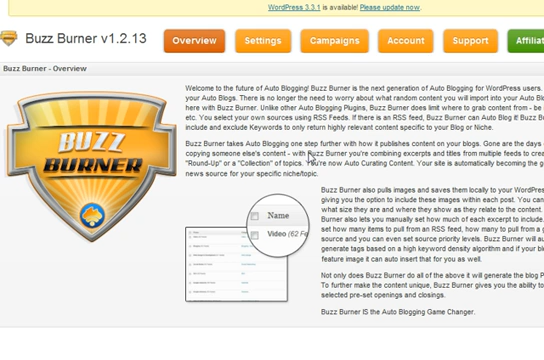 WordPress 3.3.1 is available! Please update now.
Buzz Burner v1.2.13
Overview
Settings
Campaigns
Account
Support
Affiliat
Buzz Burner - Overview
Welcome to the future of Auto Blogging! Buzz Burner is the next generation of Auto Blogging for WordPress users.
your Auto Blogs. There is no longer the need to worry about what random content you will import into your Auto Blo
here with Buzz Burner. Unlike other Auto Blogging Plugins, Buzz Burner does limit where to grab content from - be
etc. You select your own sources using RSS Feeds. If there is an RSS feed, Buzz Burner can Auto Blog it! Buzz Bu
include and exclude Keywords to only return highly relevant content specific to your Blog or Niche.
Buzz Burner takes Auto Blogging one step further with how it publishes content on your blogs. Gone are the days
copying someone else's content - with Buzz Burner you're combining excerpts and titles from multiple feeds to cre
"Round-Up" or a "Collection" of topics. You're now Auto Curating Content. Your site is automatically becoming the g
news source for your specific niche/topic.
BUZZ
BURNER
Buzz Burner also pulls images and saves them locally to your WordPres
giving you the option to include these images within each post. You can
what size they are and where they show as they relate to the content.
Burner also lets you manually set how much of each excerpt to include.
set how many items to pull from an RSS feed, how many to pull from a g
source and you can even set source priority levels. Buzz Burner will au
generate tags based on a high keyword density algorithm and if your blo
feature image it can auto insert that for you as well.
Name
Video (62 Fe
Not only does Buzz Burner do all of the above it will generate the blog P
To further make the content unique, Buzz Burner gives you the ability to
selected pre-set openings and closings.
Buzz Burner IS the Auto Blogging Game Changer.